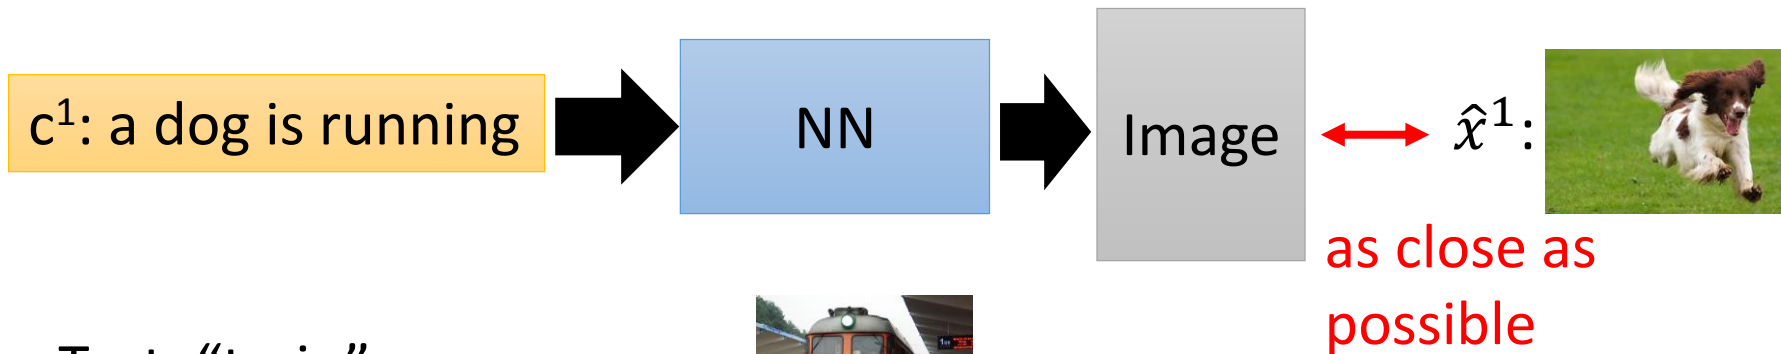 c¹: a dog is running
NN
Image
x̂¹:
as close as
possible